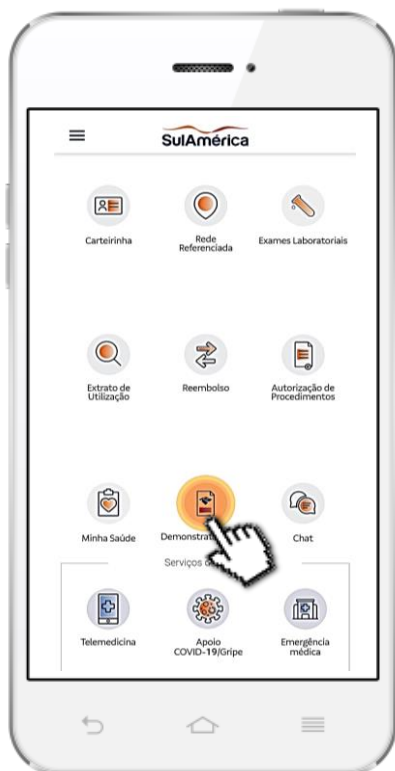 SulAmérica
Carteirinha
Rede
Referenciada
Exames Laboratoriais
Extrato de
Utilização
Reembolso
Autorização de
Procedimentos
Minha Saúde
Chat
Serviços
Telemedicina
Apoio
COVID-19/Gripe
Emergência
médica